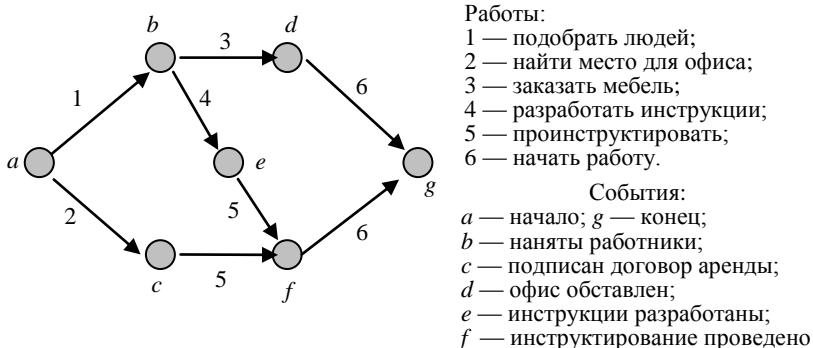 b
3
d
1
4
6
a
e
g
2
5
6
c
5
f
Работы:
1 — подобрать людей;
2 — найти место для офиса;
3 — заказать мебель;
4 — разработать инструкции;
5 — проинструктировать;
6 — начать работу.
События:
a — начало; g — конец;
b — наняты работники;
c — подписан договор аренды;
d — офис обставлен;
e — инструкции разработаны;
f — инструктирование проведено